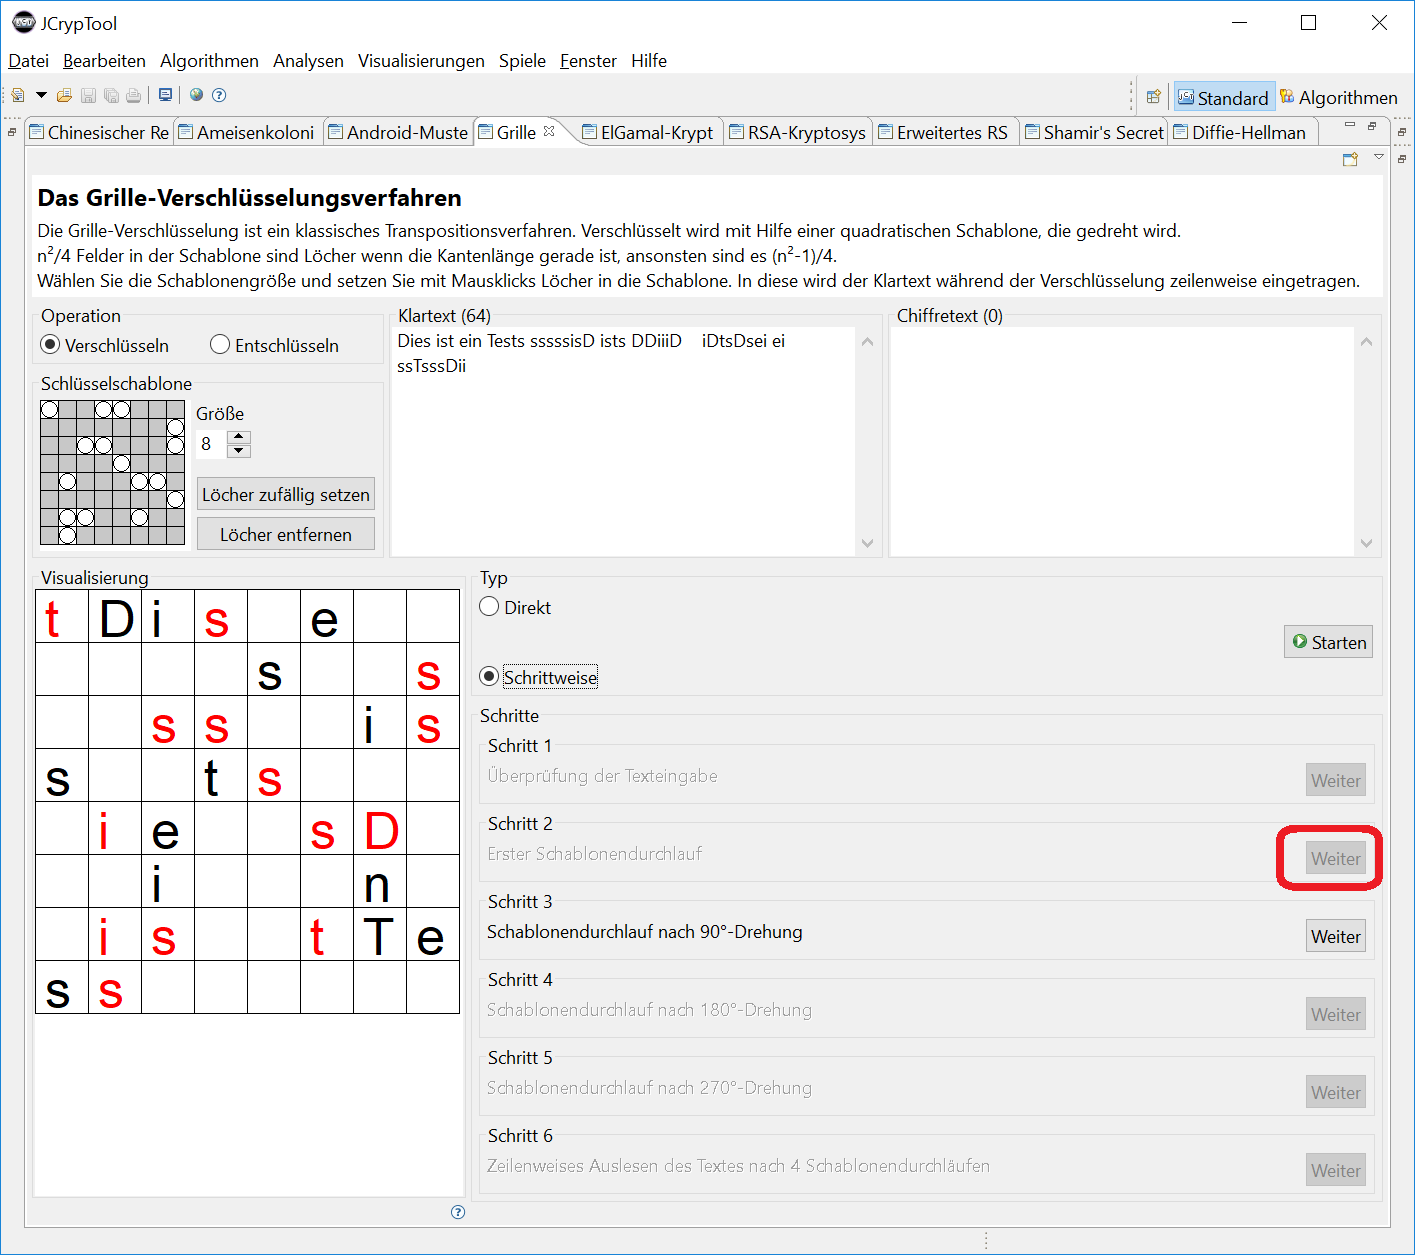 JCrypTool
Datei Bearbeiten Algorithmen Analysen Visualisierungen Spiele Fenster Hilfe
Standard Algorithmen
Chinesischer Re Ameisenkoloni Android-Muste Grille ElGamal-Krypt RSA-Kryptosys Erweitertes RS Shamir's Secret Diffie-Hellman
Das Grille-Verschlüsselungsverfahren
Die Grille-Verschlüsselung ist ein klassisches Transpositionsverfahren. Verschlüsselt wird mit Hilfe einer quadratischen Schablone, die gedreht wird.
n²/4 Felder in der Schablone sind Löcher wenn die Kantenlänge gerade ist, ansonsten sind es (n²-1)/4.
Wählen Sie die Schablonengröße und setzen Sie mit Mausklicks Löcher in die Schablone. In diese wird der Klartext während der Verschlüsselung zeilenweise eingetragen.
Operation
Verschlüsseln Entschlüsseln
Schlüsselschablone
Größe
8
Löcher zufällig setzen
Löcher entfernen
Klartext (64)
Dies ist ein Tests sssssisD ists DDiiiD    iDtsDsei ei
ssTsssDii
Chiffretext (0)
Visualisierung
t D i s e
s s
s s i s
s t s
i e s D
i n
i s t T e
s s
Typ
Direkt
Starten
Schrittweise
Schritte
Schritt 1
Überprüfung der Texteingabe
Weiter
Schritt 2
Erster Schablonendurchlauf
Weiter
Schritt 3
Schablonendurchlauf nach 90°-Drehung
Weiter
Schritt 4
Schablonendurchlauf nach 180°-Drehung
Weiter
Schritt 5
Schablonendurchlauf nach 270°-Drehung
Weiter
Schritt 6
Zeilenweises Auslesen des Textes nach 4 Schablonendurchläufen
Weiter